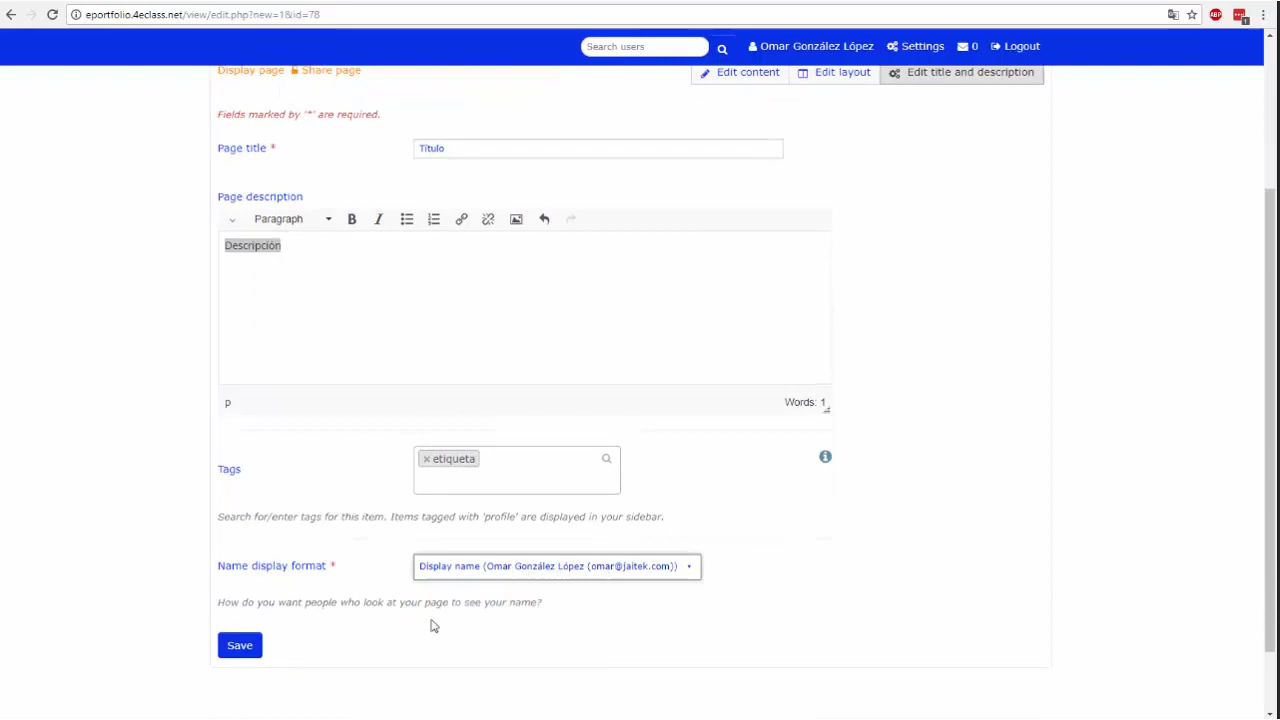 eportfolio.4eclass.net/view/edit.php?new=1&id=78
ABP
Search users
Omar González López
Settings
0
Logout
Display page
Share page
Edit content
Edit layout
Edit title and description
Fields marked by '*' are required.
Page title *
Título
Page description
Paragraph
B
I
Descripción
p
Words: 1
Tags
× etiqueta
Search for/enter tags for this item. Items tagged with 'profile' are displayed in your sidebar.
Name display format *
Display name (Omar González López (omar@jaitek.com))
How do you want people who look at your page to see your name?
Save